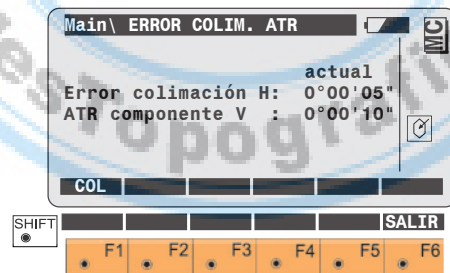 Main\ ERROR COLIM. ATR
MC
actual
Error colimación H: 0°00'05"
ATR componente V : 0°00'10"
COL
SHIFT
SALIR
F1 F2 F3 F4 F5 F6